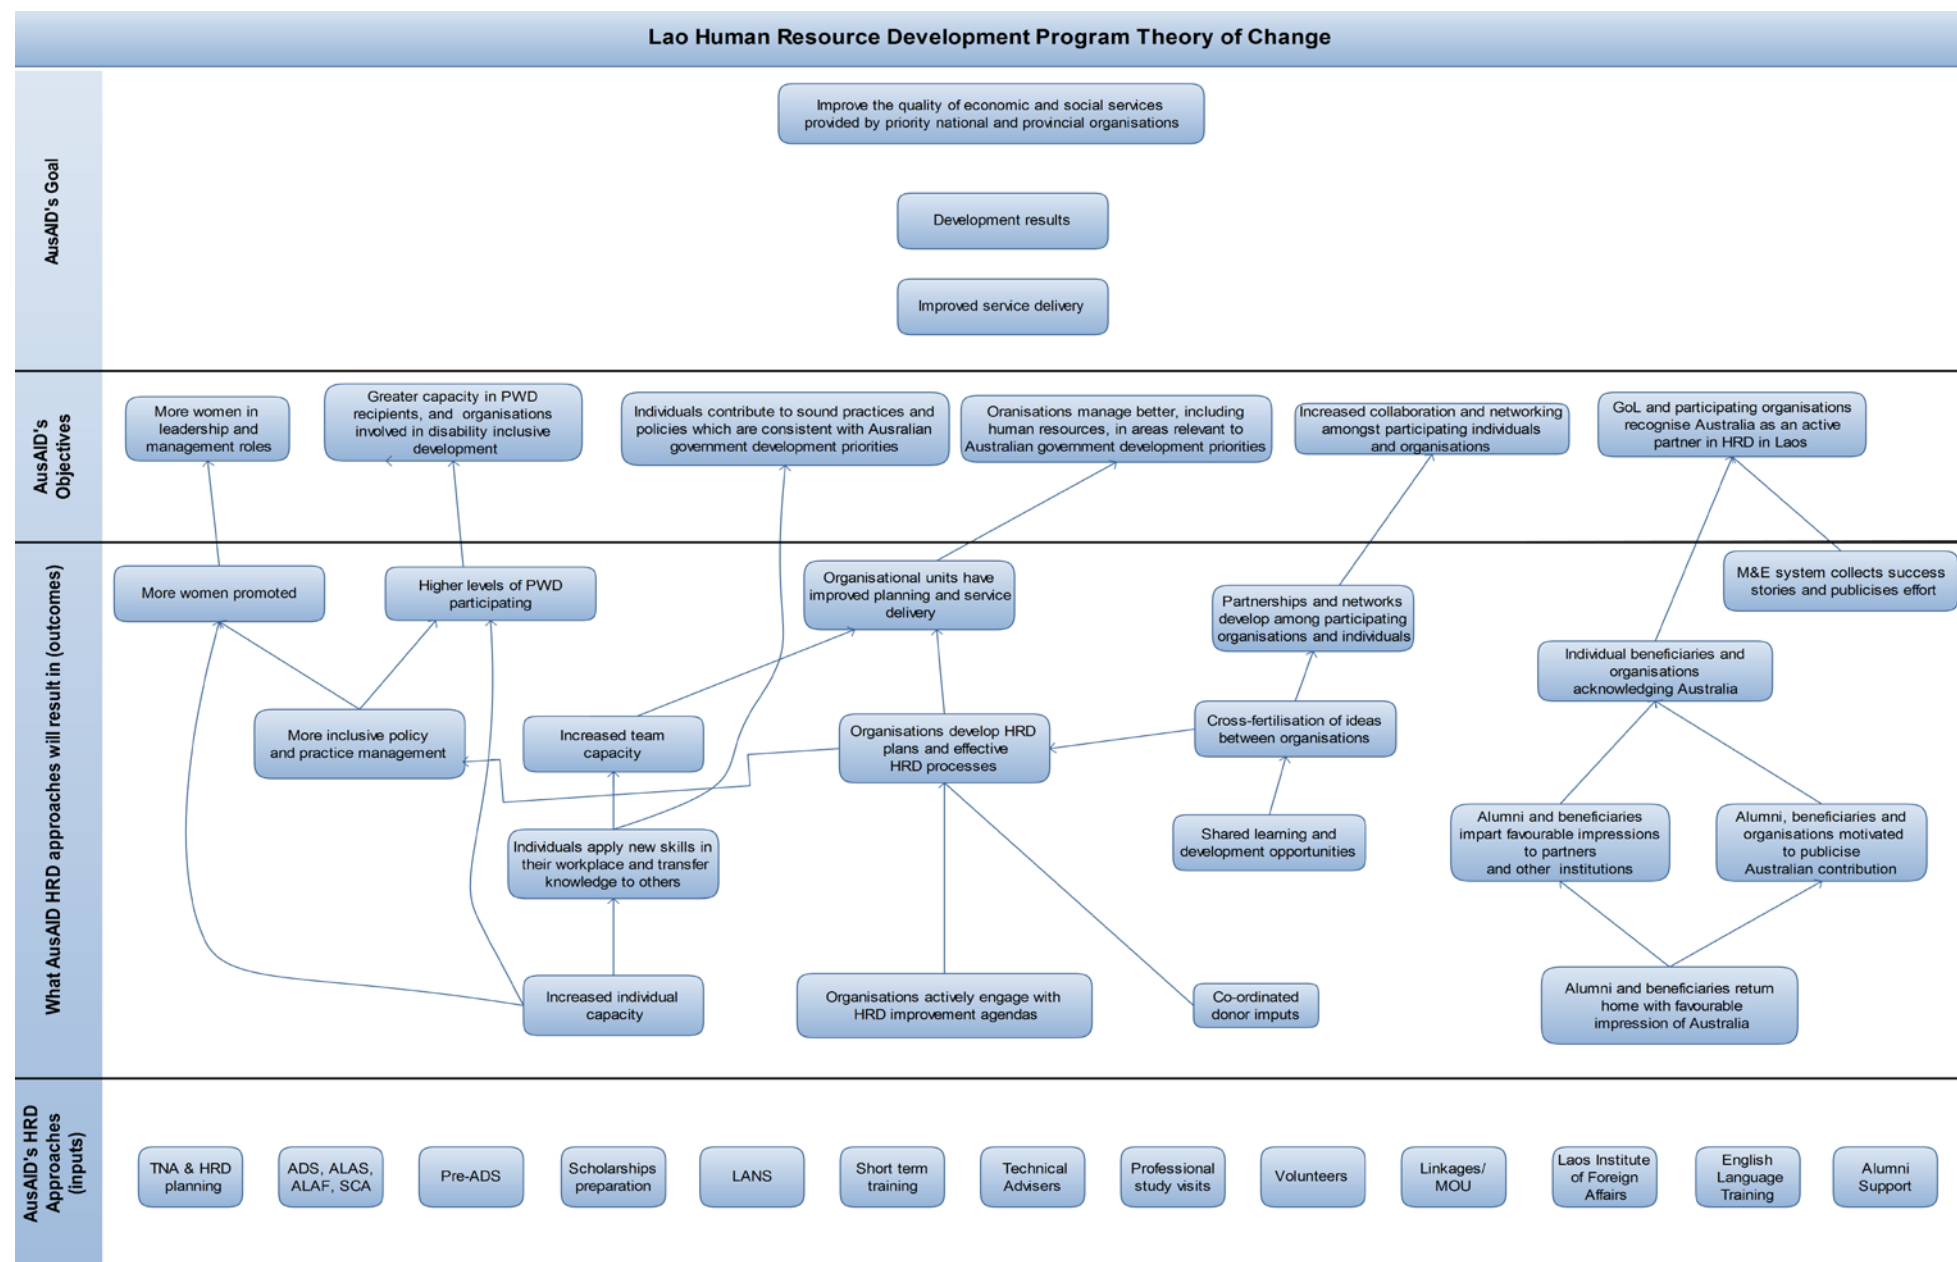 Lao Human Resource Development Program Theory of Change
AusAID's Goal
Improve the quality of economic and social services
provided by priority national and provincial organisations
Development results
Improved service delivery
AusAID's
Objectives
More women in
leadership and
management roles
Greater capacity in PWD
recipients, and organisations
involved in disability inclusive
development
Individuals contribute to sound practices and
policies which are consistent with Ausralian
government development priorities
Oranisations manage better, including
human resources, in areas relevant to
Australian government development priorities
Increased collaboration and networking
amongst participating individuals
and organisations
GoL and participating organisations
recognise Australia as an active
partner in HRD in Laos
What AusAID HRD approaches will result in (outcomes)
More women promoted
Higher levels of PWD
participating
Organisational units have
improved planning and service
delivery
Partnerships and networks
develop among participating
organisations and individuals
M&E system collects success
stories and publicises effort
Individual beneficiaries and
organisations
acknowledging Australia
More inclusive policy
and practice management
Increased team
capacity
Organisations develop HRD
plans and effective
HRD processes
Cross-fertilisation of ideas
between organisations
Individuals apply new skills in
their workplace and transfer
knowledge to others
Shared learning and
development opportunities
Alumni and beneficiaries
impart favourable impressions
to partners
and other institutions
Alumni, beneficiaries and
organisations motivated
to publicise
Australian contribution
Increased individual
capacity
Organisations actively engage with
HRD improvement agendas
Co-ordinated
donor imputs
Alumni and beneficiaries return
home with favourable
impression of Australia
AusAID's HRD
Approaches
(inputs)
TNA & HRD
planning
ADS, ALAS,
ALAF, SCA
Pre-ADS
Scholarships
preparation
LANS
Short term
training
Technical
Advisers
Professional
study visits
Volunteers
Linkages/
MOU
Laos Institute
of Foreign
Affairs
English
Language
Training
Alumni
Support